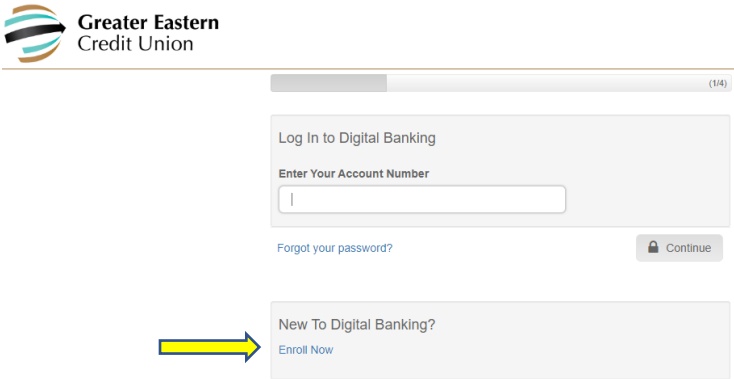 Greater Eastern
Credit Union
(1/4)
Log In to Digital Banking
Enter Your Account Number
Forgot your password?
Continue
New To Digital Banking?
Enroll Now